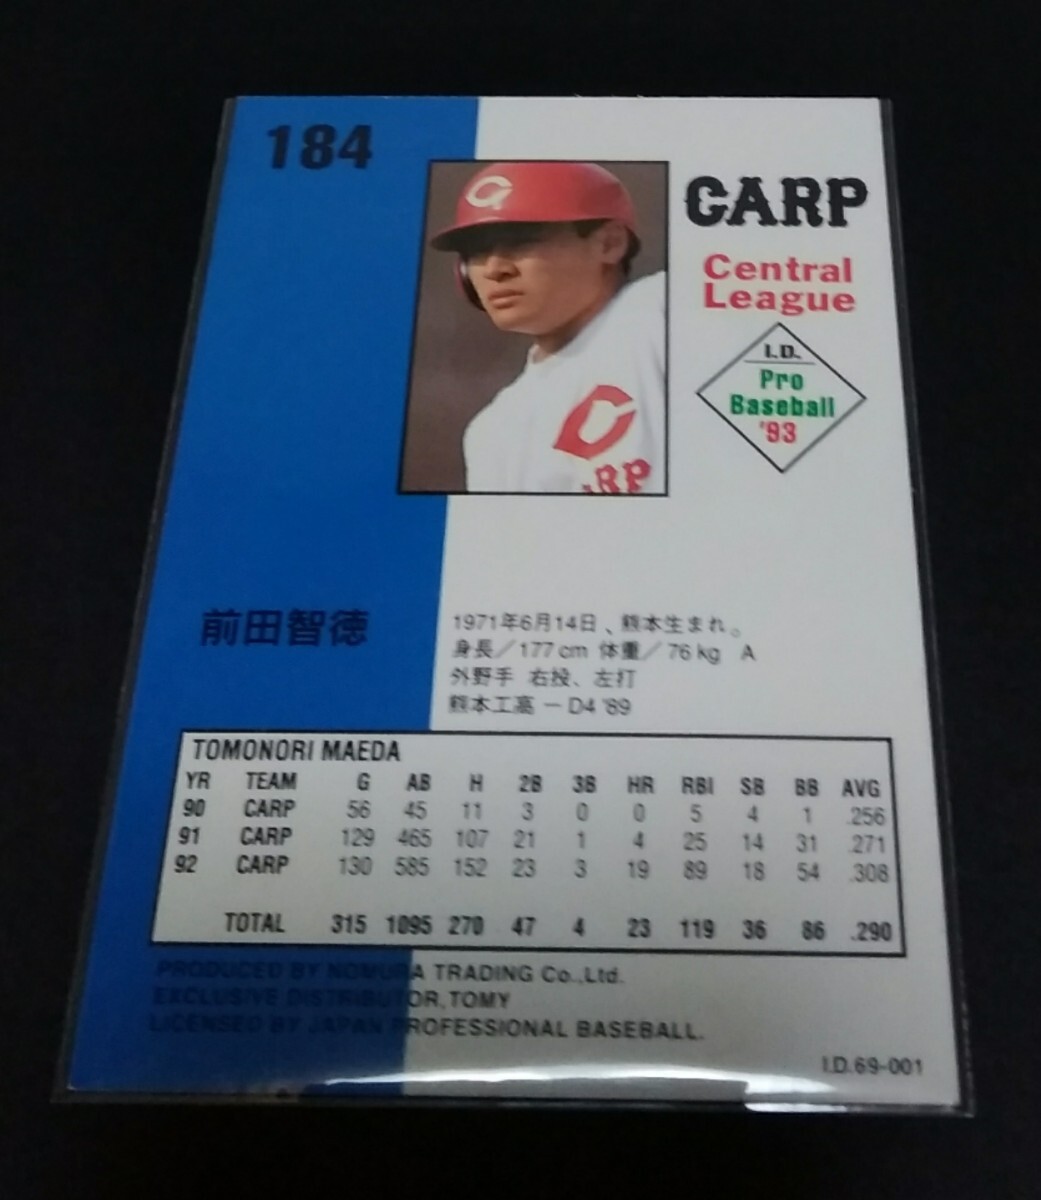 184
CARP
Central
League
I.D.
Pro
Baseball
'93
C
C
ARP
前田智徳
1971年6月14日、熊本生まれ。
身長／177cm 体重／76kg A
外野手 右投、左打
熊本工高－D4 '89
TOMONORI MAEDA
YR TEAM G AB H 2B 3B HR RBI SB BB AVG
90 CARP 56 45 11 3 0 0 5 4 1 .256
91 CARP 129 465 107 21 1 4 25 14 31 .271
92 CARP 130 585 152 23 3 19 89 18 54 .308
TOTAL 315 1095 270 47 4 23 119 36 86 .290
PRODUCED BY NOMURA TRADING Co.,Ltd.
EXCLUSIVE DISTRIBUTOR,TOMY
LICENSED BY JAPAN PROFESSIONAL BASEBALL.
I.D.69-001